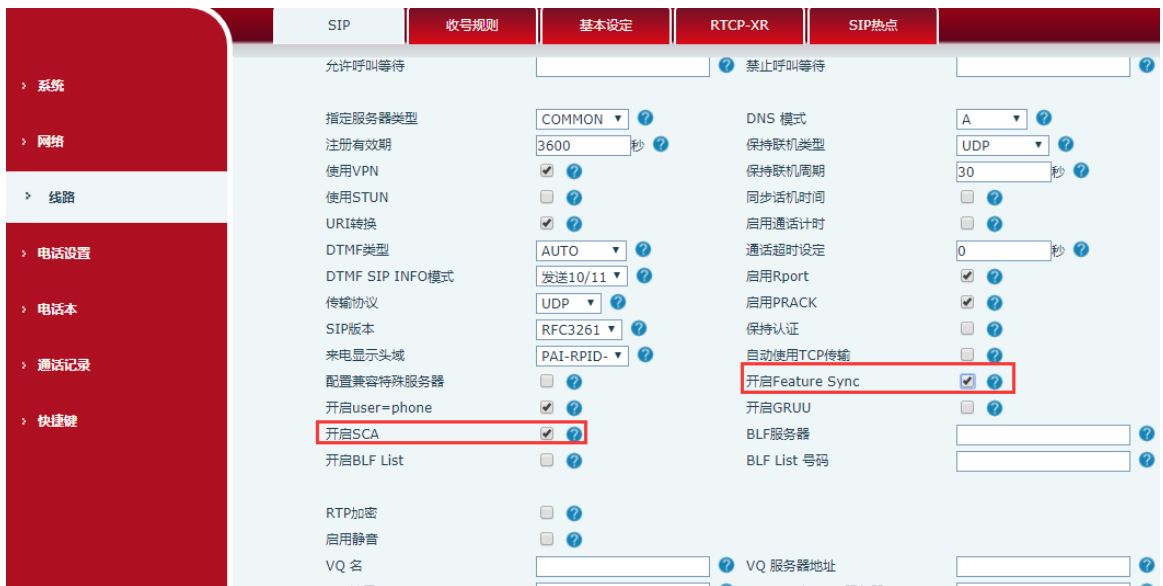 SIP 收号规则 基本设定 RTCP-XR SIP热点
系统
网络
线路
电话设置
电话本
通话记录
快捷键
允许呼叫等待 禁止呼叫等待
指定服务器类型 COMMON DNS 模式 A
注册有效期 3600 秒 保持联机类型 UDP
使用VPN 保持联机周期 30 秒
使用STUN 同步话机时间
URI转换 启用通话计时
DTMF类型 AUTO 通话超时设定 0 秒
DTMF SIP INFO模式 发送10/11 启用Rport
传输协议 UDP 启用PRACK
SIP版本 RFC3261 保持认证
来电显示头域 PAI-RPID- 自动使用TCP传输
配置兼容特殊服务器 开启Feature Sync
开启user=phone 开启GRUU
开启SCA BLF服务器
开启BLF List BLF List 号码
RTP加密
启用静音
VQ 名 VQ 服务器地址